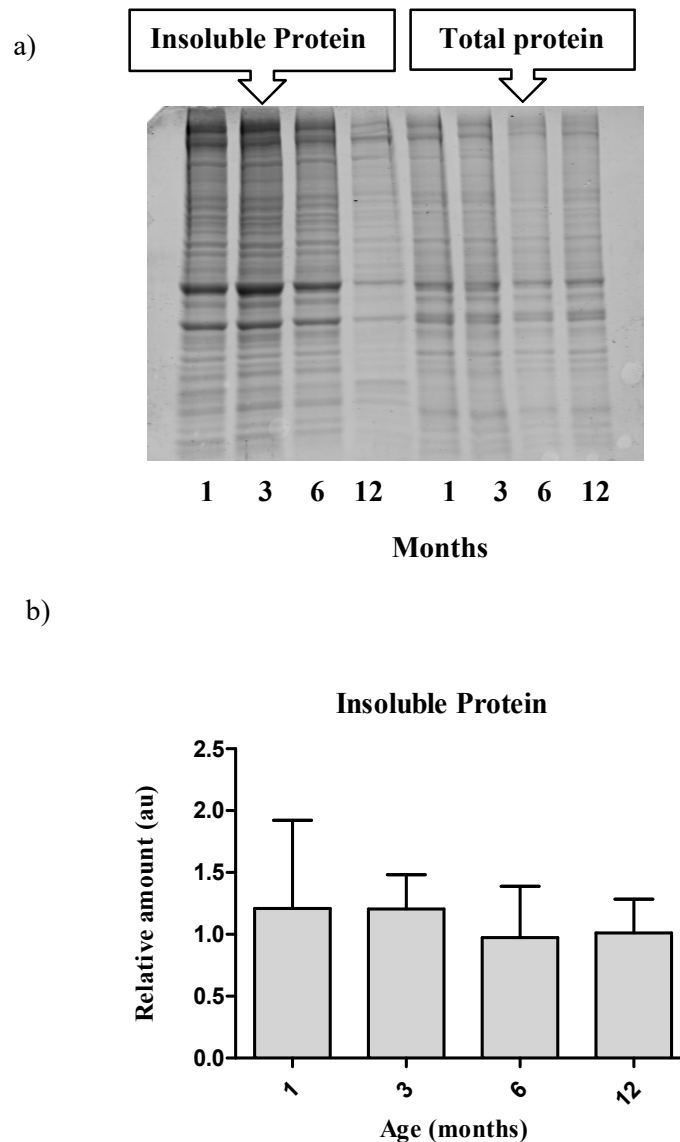 a)
Insoluble Protein Total protein
1 3 6 12 1 3 6 12
Months
b)
Insoluble Protein
Relative amount (au)
2.5
2.0
1.5
1.0
0.5
0.0
1 3 6 12
Age (months)